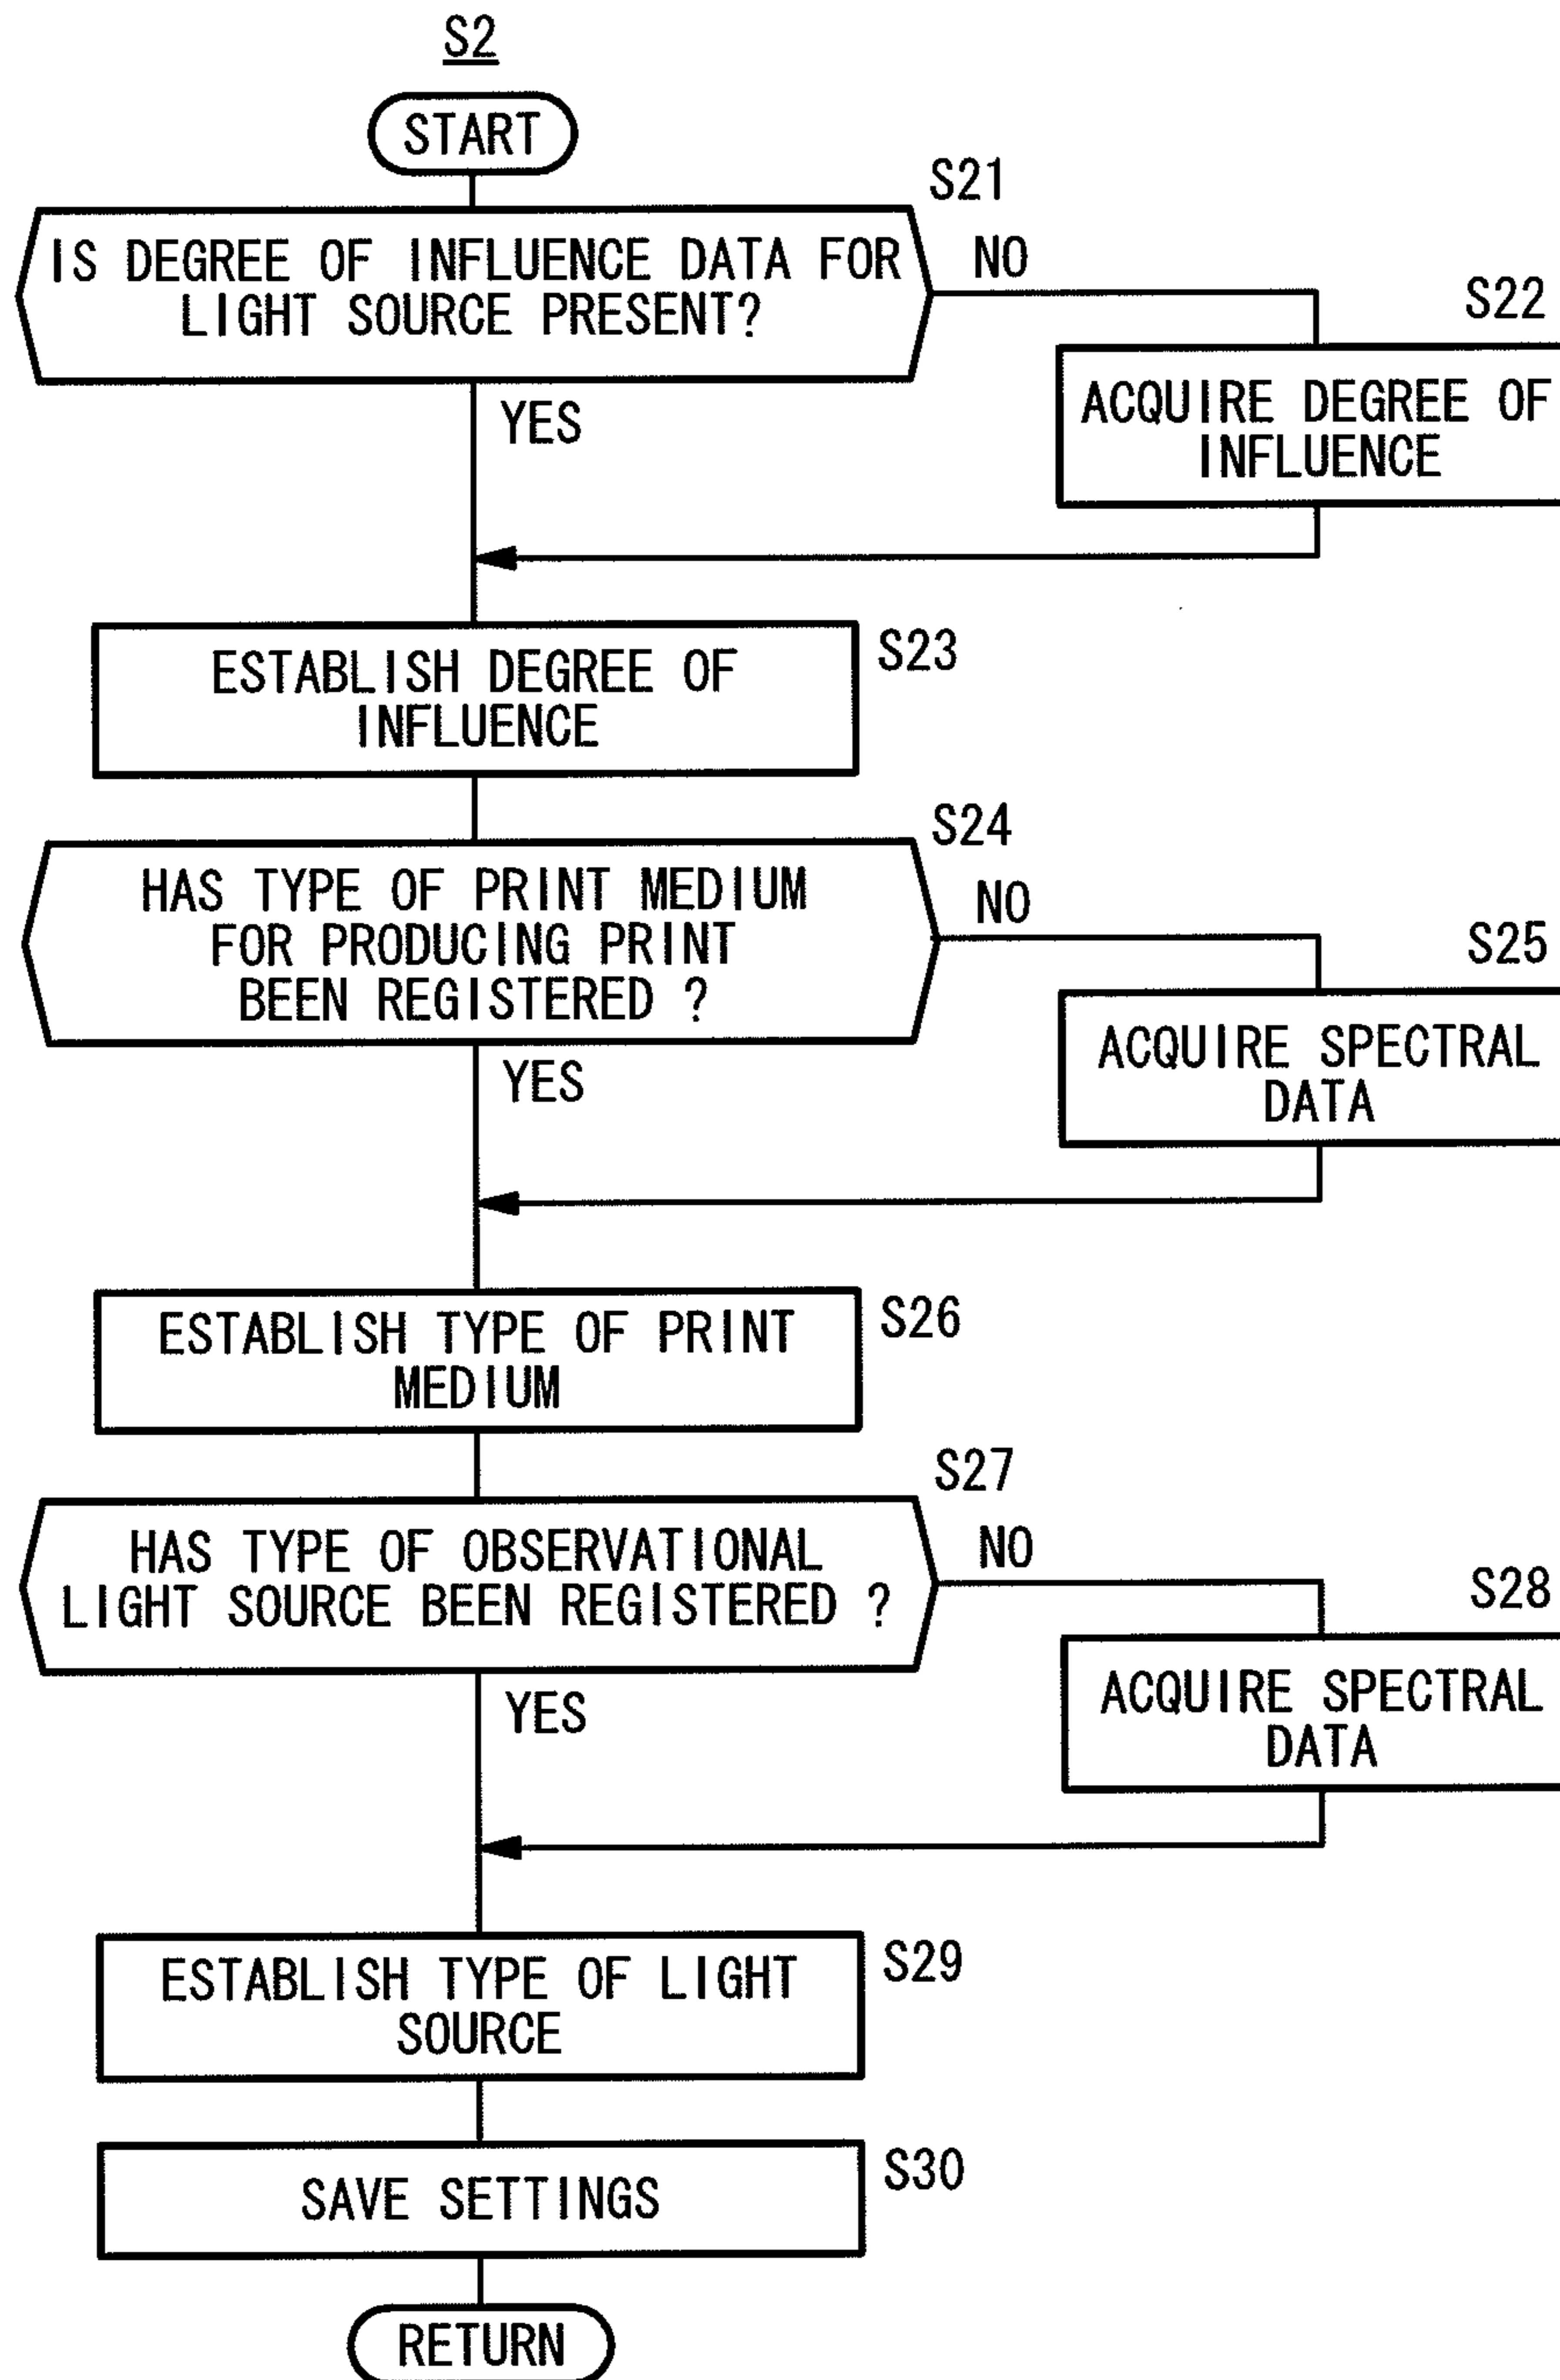 S2
START
S21
IS DEGREE OF INFLUENCE DATA FOR
LIGHT SOURCE PRESENT?
NO
YES
S22
ACQUIRE DEGREE OF
INFLUENCE
S23
ESTABLISH DEGREE OF
INFLUENCE
S24
HAS TYPE OF PRINT MEDIUM
FOR PRODUCING PRINT
BEEN REGISTERED ?
NO
YES
S25
ACQUIRE SPECTRAL
DATA
S26
ESTABLISH TYPE OF PRINT
MEDIUM
S27
HAS TYPE OF OBSERVATIONAL
LIGHT SOURCE BEEN REGISTERED ?
NO
YES
S28
ACQUIRE SPECTRAL
DATA
S29
ESTABLISH TYPE OF LIGHT
SOURCE
S30
SAVE SETTINGS
RETURN